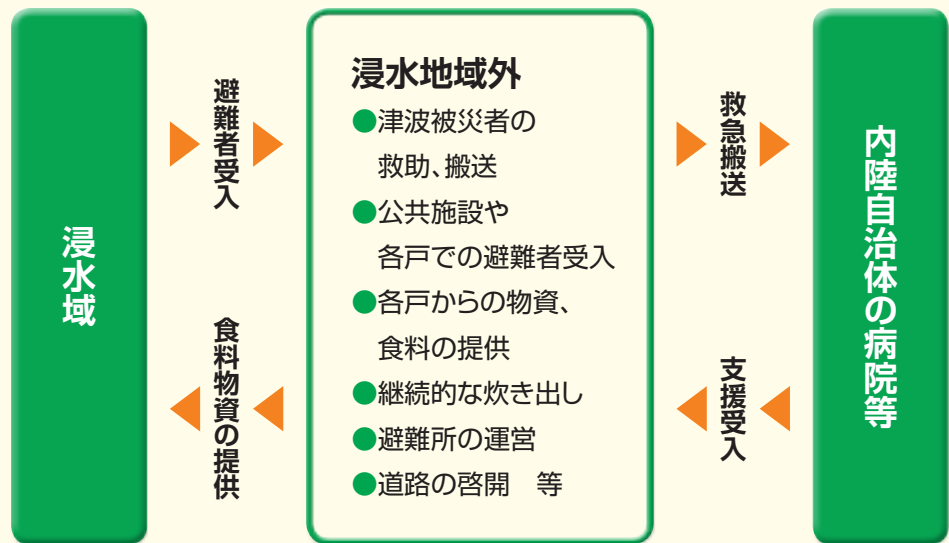 浸水域
避難者受入
食料物資の提供
浸水地域外
●津波被災者の
救助、搬送
●公共施設や
各戸での避難者受入
●各戸からの物資、
食料の提供
●継続的な炊き出し
●避難所の運営
●道路の啓開　等
救急搬送
支援受入
内陸自治体の病院等